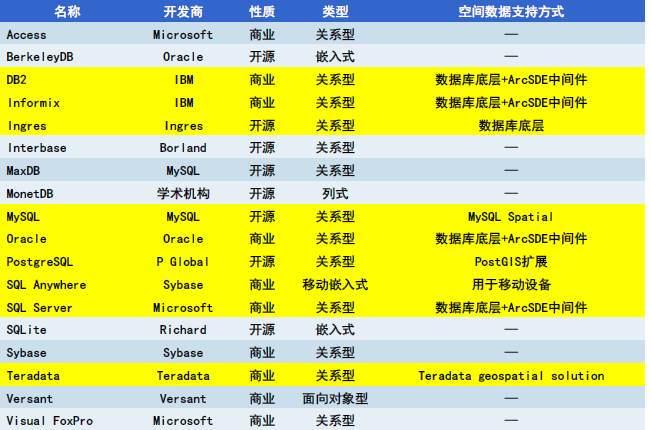 名称 开发商 性质 类型 空间数据支持方式
Access Microsoft 商业 关系型 —
BerkeleyDB Oracle 开源 嵌入式 —
DB2 IBM 商业 关系型 数据库底层+ArcSDE中间件
Informix IBM 商业 关系型 数据库底层+ArcSDE中间件
Ingres Ingres 开源 关系型 数据库底层
Interbase Borland 开源 关系型 —
MaxDB MySQL 开源 关系型 —
MonetDB 学术机构 开源 列式 —
MySQL MySQL 开源 关系型 MySQL Spatial
Oracle Oracle 商业 关系型 数据库底层+ArcSDE中间件
PostgreSQL P Global 开源 关系型 PostGIS扩展
SQL Anywhere Sybase 商业 移动嵌入式 用于移动设备
SQL Server Microsoft 商业 关系型 数据库底层+ArcSDE中间件
SQLite Richard 开源 嵌入式 —
Sybase Sybase 商业 关系型 —
Teradata Teradata 商业 关系型 Teradata geospatial solution
Versant Versant 商业 面向对象型 —
Visual FoxPro Microsoft 商业 关系型 —